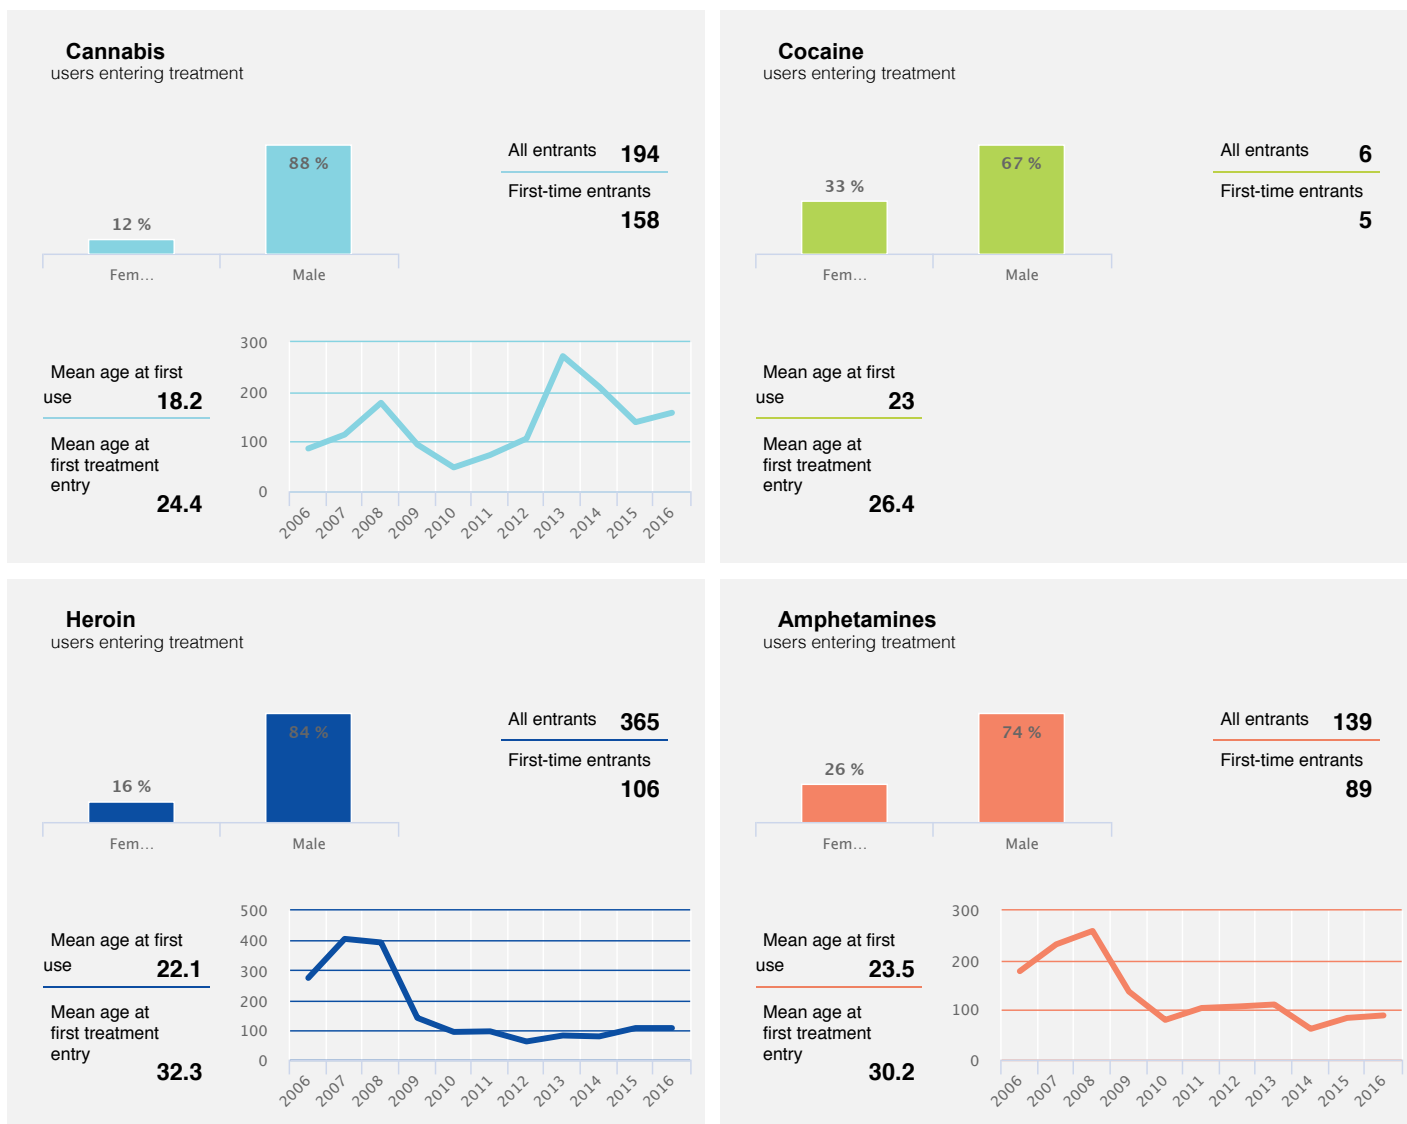 Cannabis
users entering treatment
88 %
12 %
Fem...
Male
All entrants 194
First-time entrants
158
Mean age at first
use 18.2
Mean age at
first treatment
entry
24.4
300
200
100
0
2006 2007 2008 2009 2010 2011 2012 2013 2014 2015 2016
Cocaine
users entering treatment
67 %
33 %
Fem...
Male
All entrants 6
First-time entrants
5
Mean age at first
use 23
Mean age at
first treatment
entry
26.4
Heroin
users entering treatment
84 %
16 %
Fem...
Male
All entrants 365
First-time entrants
106
Mean age at first
use 22.1
Mean age at
first treatment
entry
32.3
500
400
300
200
100
0
2006 2007 2008 2009 2010 2011 2012 2013 2014 2015 2016
Amphetamines
users entering treatment
74 %
26 %
Fem...
Male
All entrants 139
First-time entrants
89
Mean age at first
use 23.5
Mean age at
first treatment
entry
30.2
300
200
100
0
2006 2007 2008 2009 2010 2011 2012 2013 2014 2015 2016